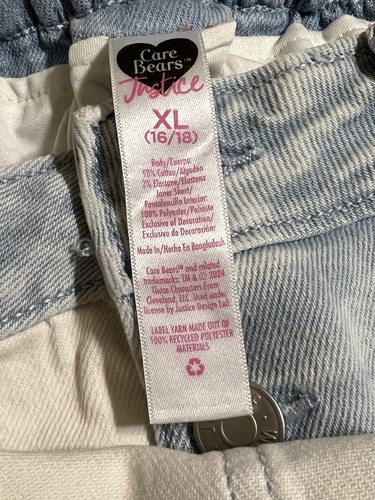 Care
Bears™
Justice
XL
(16/18)
Body/Cuerpo:
98% Cotton/Algodón
2% Elastane/Elastano
Inner Short/
Pantaloncillo Interior:
100% Polyester/Poliéster
Exclusive of Decoration/
Exclusivo de Decoración
Made In/Hecho En Bangladesh
Care Bears™ and related
trademarks: TM & © 2024
Those Characters From
Cleveland, LLC. Used under
license by Justice Design Lab.
LABEL YARN MADE OUT OF
100% RECYCLED POLYESTER
MATERIALS